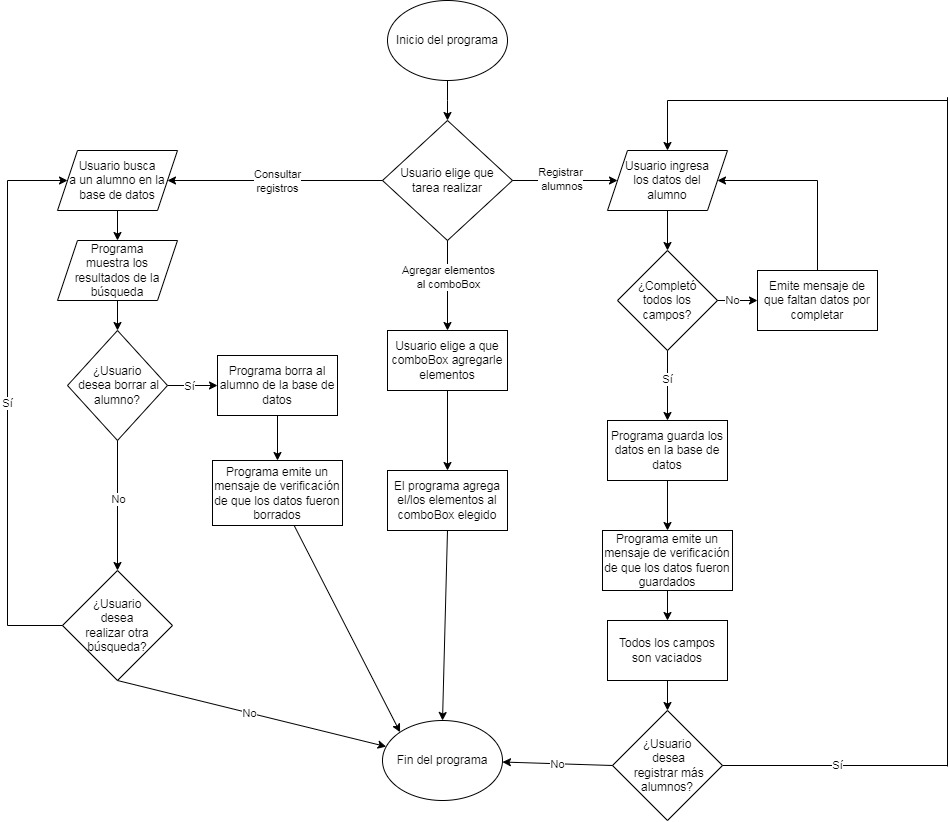 Inicio del programa
Usuario elige que
tarea realizar
Consultar
registros
Registrar
alumnos
Agregar elementos
al comboBox
Usuario busca
a un alumno en la
base de datos
Programa
muestra los
resultados de la
búsqueda
¿Usuario
desea borrar al
alumno?
Sí
Programa borra al
alumno de la base de
datos
Programa emite un
mensaje de verificación
de que los datos fueron
borrados
No
Sí
¿Usuario
desea
realizar otra
búsqueda?
No
Usuario elige a que
comboBox agregarle
elementos
El programa agrega
el/los elementos al
comboBox elegido
Usuario ingresa
los datos del
alumno
¿Completó
todos los
campos?
No
Emite mensaje de
que faltan datos por
completar
Sí
Programa guarda los
datos en la base de
datos
Programa emite un
mensaje de verificación
de que los datos fueron
guardados
Todos los campos
son vaciados
¿Usuario
desea
registrar más
alumnos?
Sí
No
Fin del programa